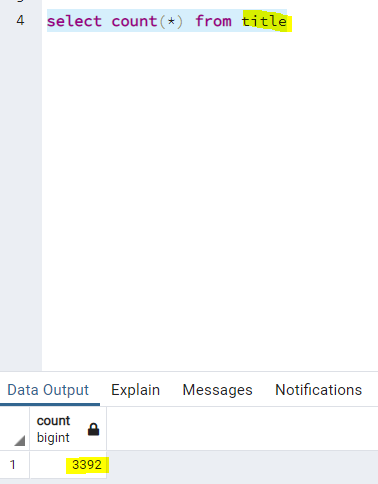 4 select count(*) from title
Data Output Explain Messages Notifications
count
bigint
1 3392